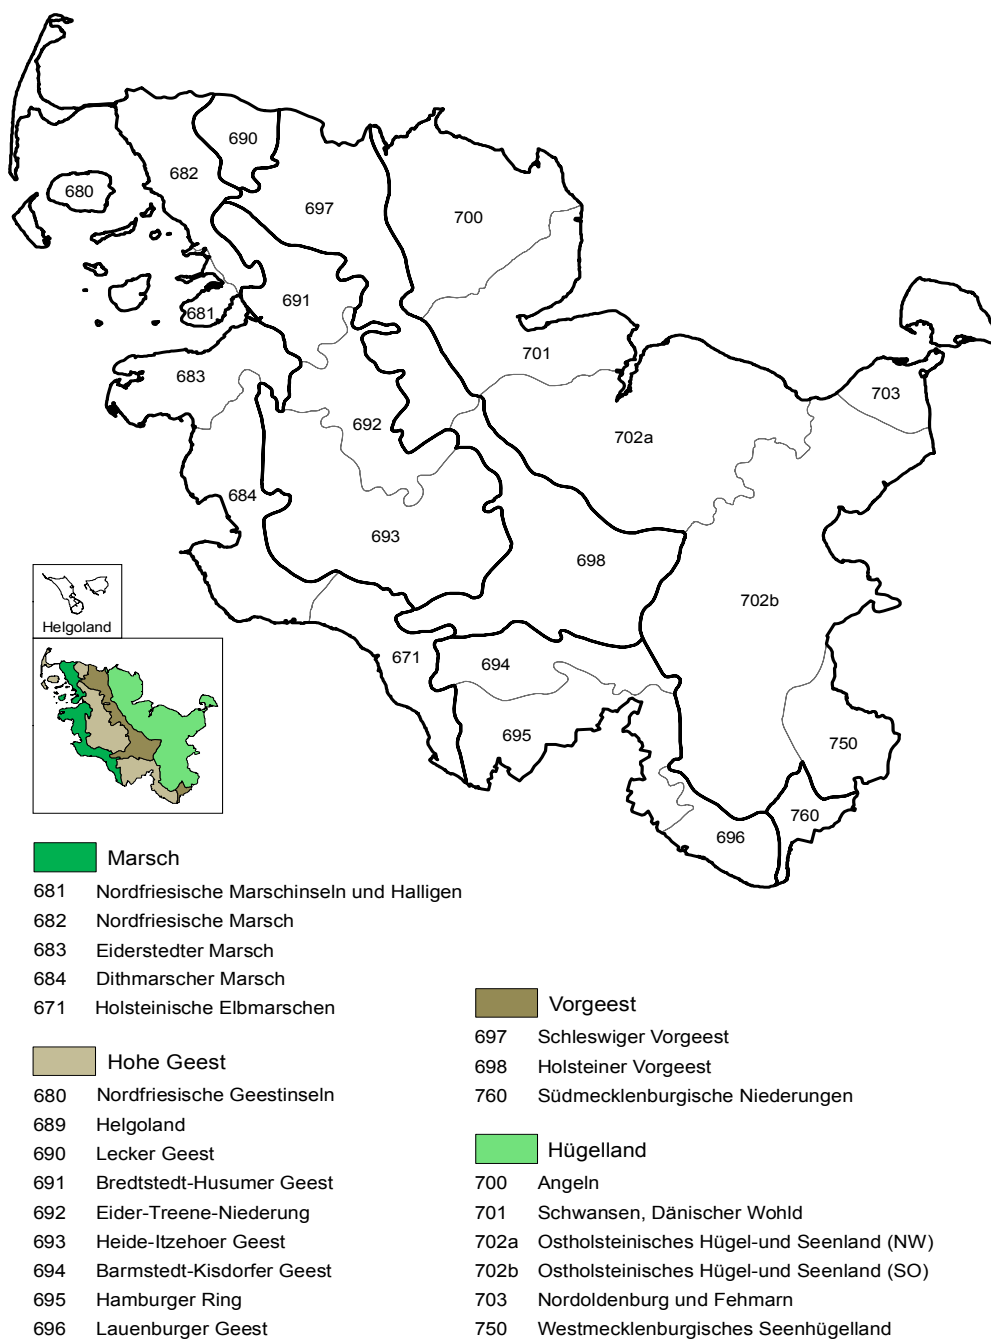 690
682
680
697
700
691
681
701
683
703
692
702a
684
693
698
702b
Helgoland
671
694
695
750
760
696
Marsch
681 Nordfriesische Marschinseln und Halligen
682 Nordfriesische Marsch
683 Eiderstedter Marsch
684 Dithmarscher Marsch
671 Holsteinische Elbmarschen
Hohe Geest
680 Nordfriesische Geestinseln
689 Helgoland
690 Lecker Geest
691 Bredtstedt-Husumer Geest
692 Eider-Treene-Niederung
693 Heide-Itzehoer Geest
694 Barmstedt-Kisdorfer Geest
695 Hamburger Ring
696 Lauenburger Geest
Vorgeest
697 Schleswiger Vorgeest
698 Holsteiner Vorgeest
760 Südmecklenburgische Niederungen
Hügelland
700 Angeln
701 Schwansen, Dänischer Wohld
702a Ostholsteinisches Hügel-und Seenland (NW)
702b Ostholsteinisches Hügel-und Seenland (SO)
703 Nordoldenburg und Fehmarn
750 Westmecklenburgisches Seenhügelland